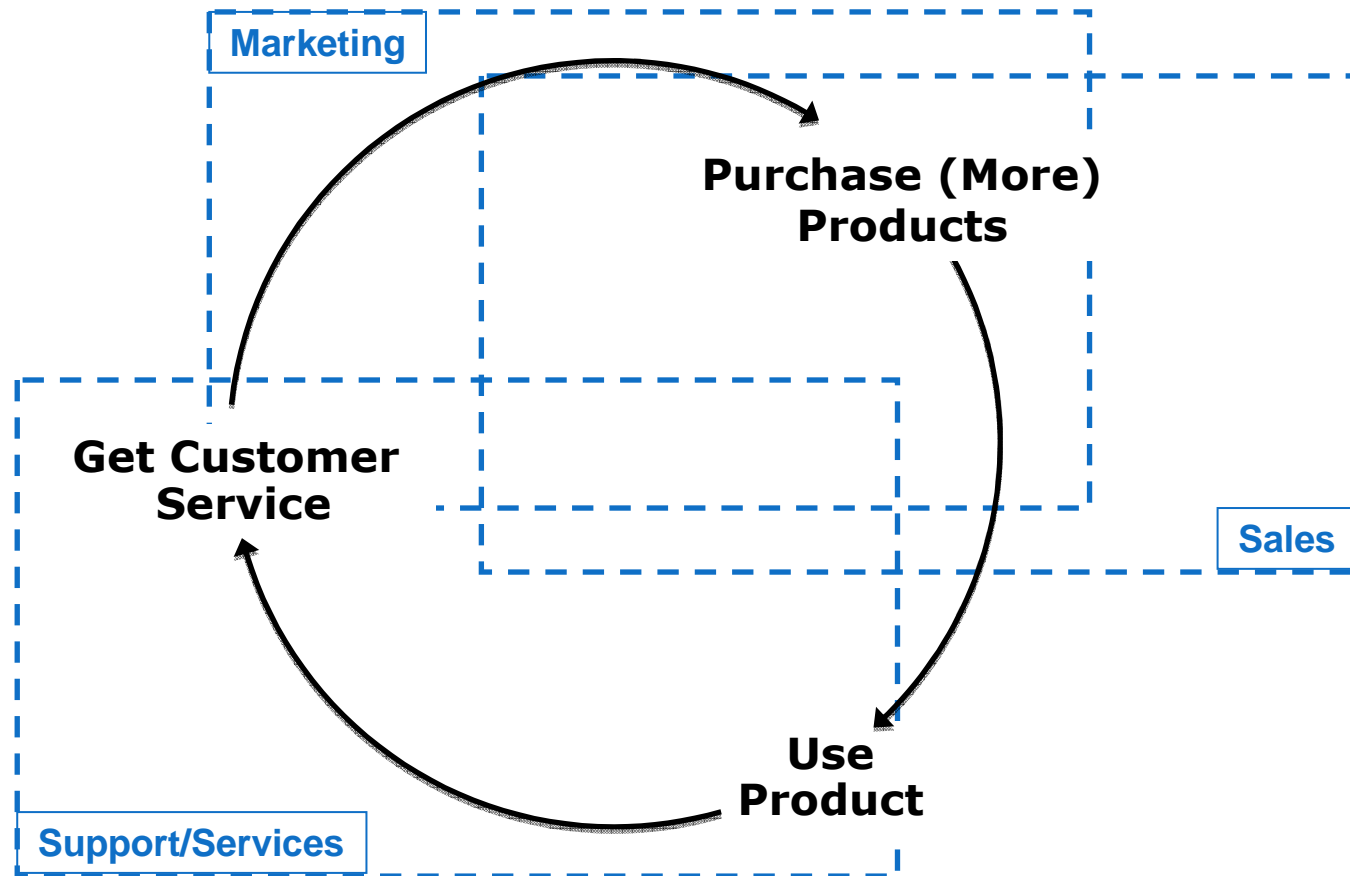 Marketing
Purchase (More)
Products
Get Customer
Service
Sales
Use
Product
Support/Services